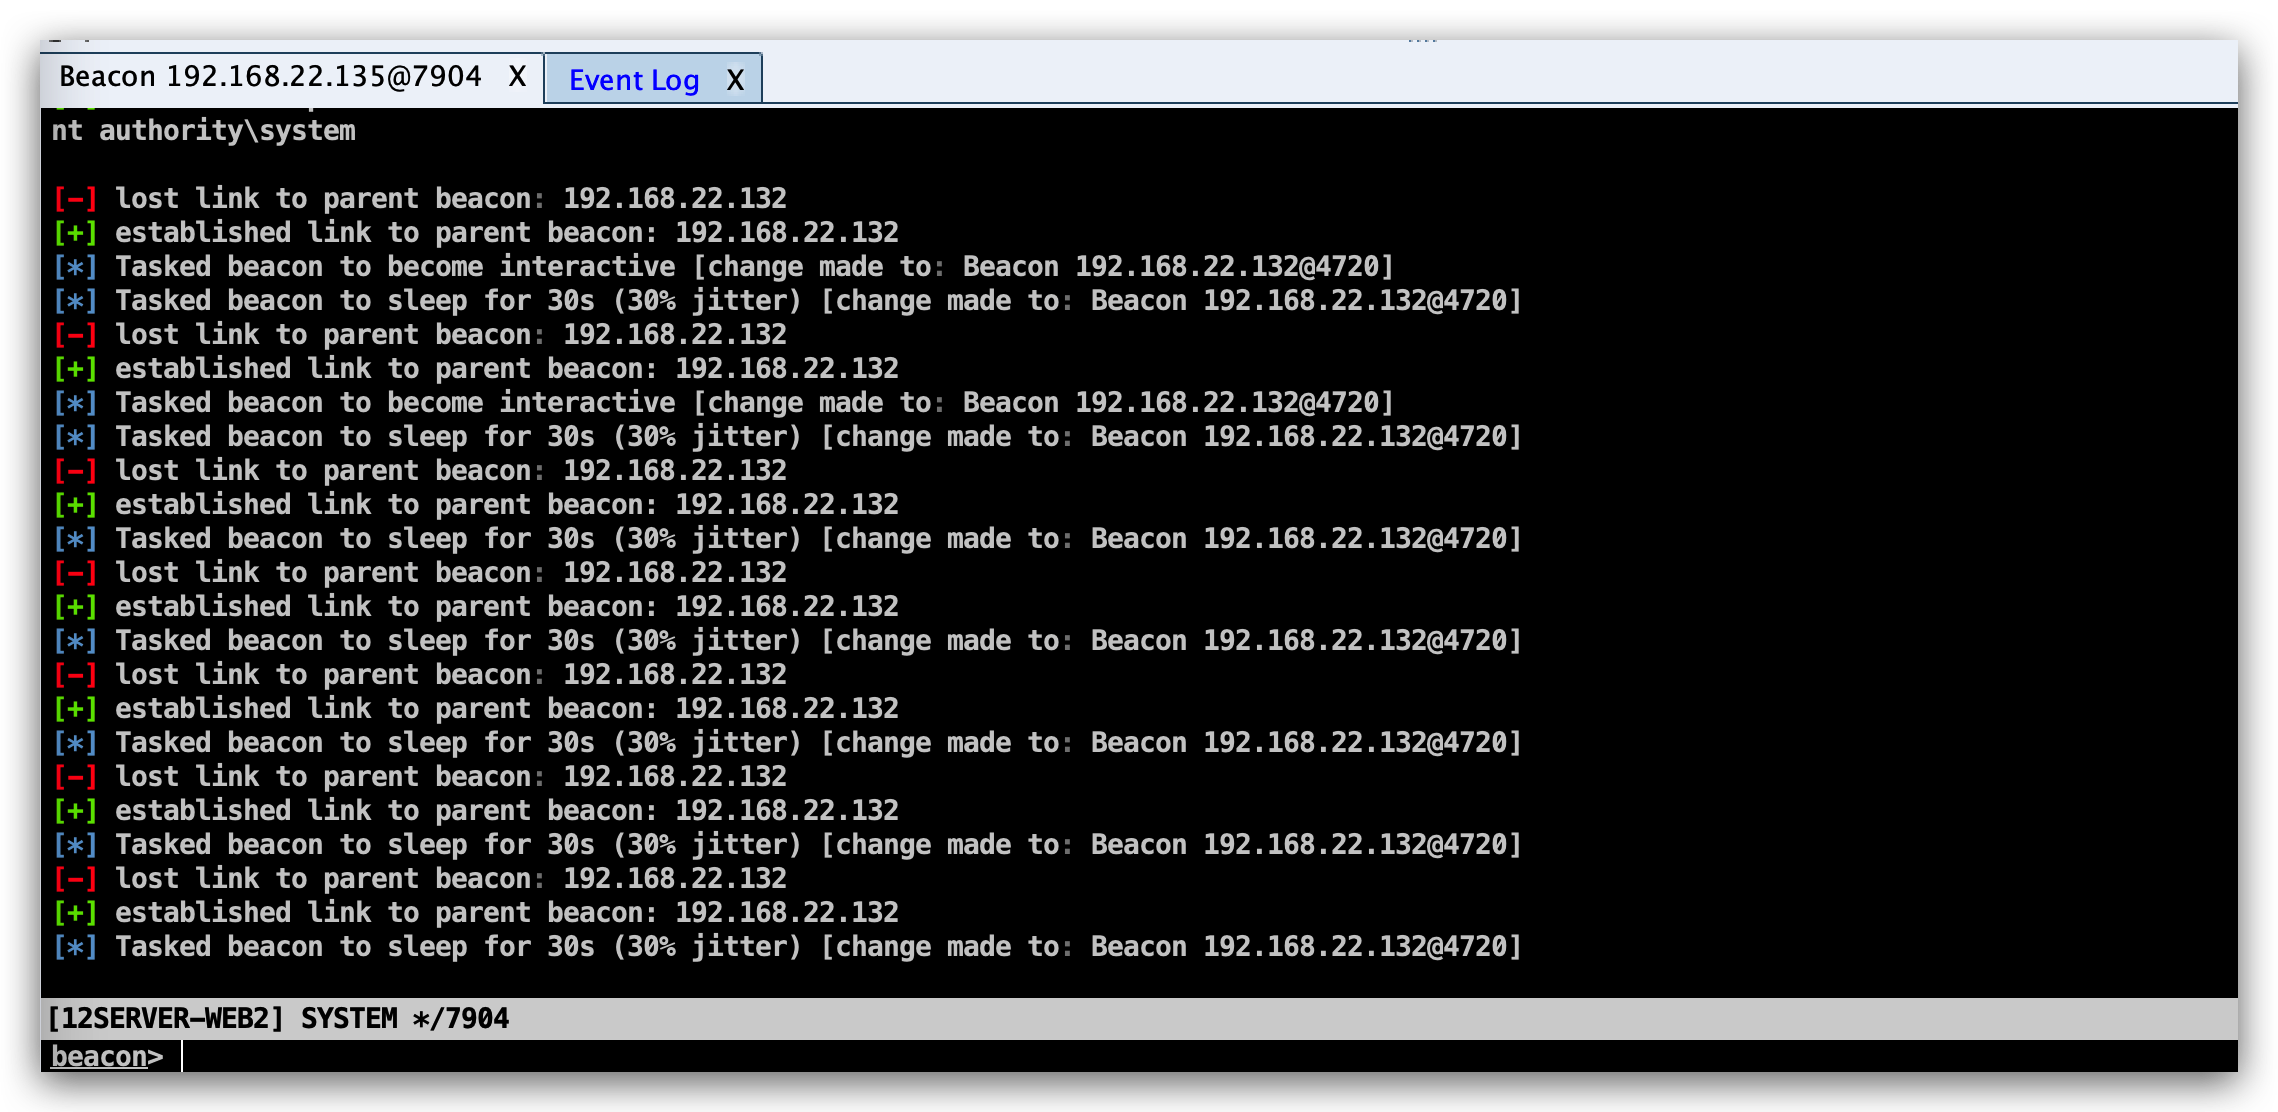 Beacon 192.168.22.135@7904 X Event Log X
nt authority\system
[-] lost link to parent beacon: 192.168.22.132
[+] established link to parent beacon: 192.168.22.132
[*] Tasked beacon to become interactive [change made to: Beacon 192.168.22.132@4720]
[*] Tasked beacon to sleep for 30s (30% jitter) [change made to: Beacon 192.168.22.132@4720]
[-] lost link to parent beacon: 192.168.22.132
[+] established link to parent beacon: 192.168.22.132
[*] Tasked beacon to become interactive [change made to: Beacon 192.168.22.132@4720]
[*] Tasked beacon to sleep for 30s (30% jitter) [change made to: Beacon 192.168.22.132@4720]
[-] lost link to parent beacon: 192.168.22.132
[+] established link to parent beacon: 192.168.22.132
[*] Tasked beacon to sleep for 30s (30% jitter) [change made to: Beacon 192.168.22.132@4720]
[-] lost link to parent beacon: 192.168.22.132
[+] established link to parent beacon: 192.168.22.132
[*] Tasked beacon to sleep for 30s (30% jitter) [change made to: Beacon 192.168.22.132@4720]
[-] lost link to parent beacon: 192.168.22.132
[+] established link to parent beacon: 192.168.22.132
[*] Tasked beacon to sleep for 30s (30% jitter) [change made to: Beacon 192.168.22.132@4720]
[-] lost link to parent beacon: 192.168.22.132
[+] established link to parent beacon: 192.168.22.132
[*] Tasked beacon to sleep for 30s (30% jitter) [change made to: Beacon 192.168.22.132@4720]
[-] lost link to parent beacon: 192.168.22.132
[+] established link to parent beacon: 192.168.22.132
[*] Tasked beacon to sleep for 30s (30% jitter) [change made to: Beacon 192.168.22.132@4720]
[12SERVER-WEB2] SYSTEM */7904
beacon>